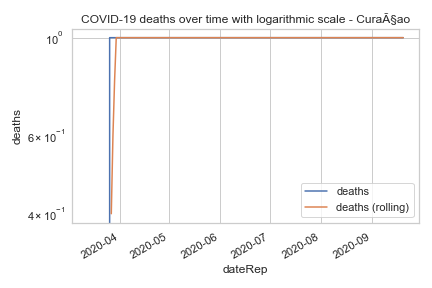 COVID-19 deaths over time with logarithmic scale - CuraÃ§ao
10⁰
6 × 10⁻¹
4 × 10⁻¹
deaths
deaths
deaths (rolling)
2020-04
2020-05
2020-06
2020-07
2020-08
2020-09
dateRep